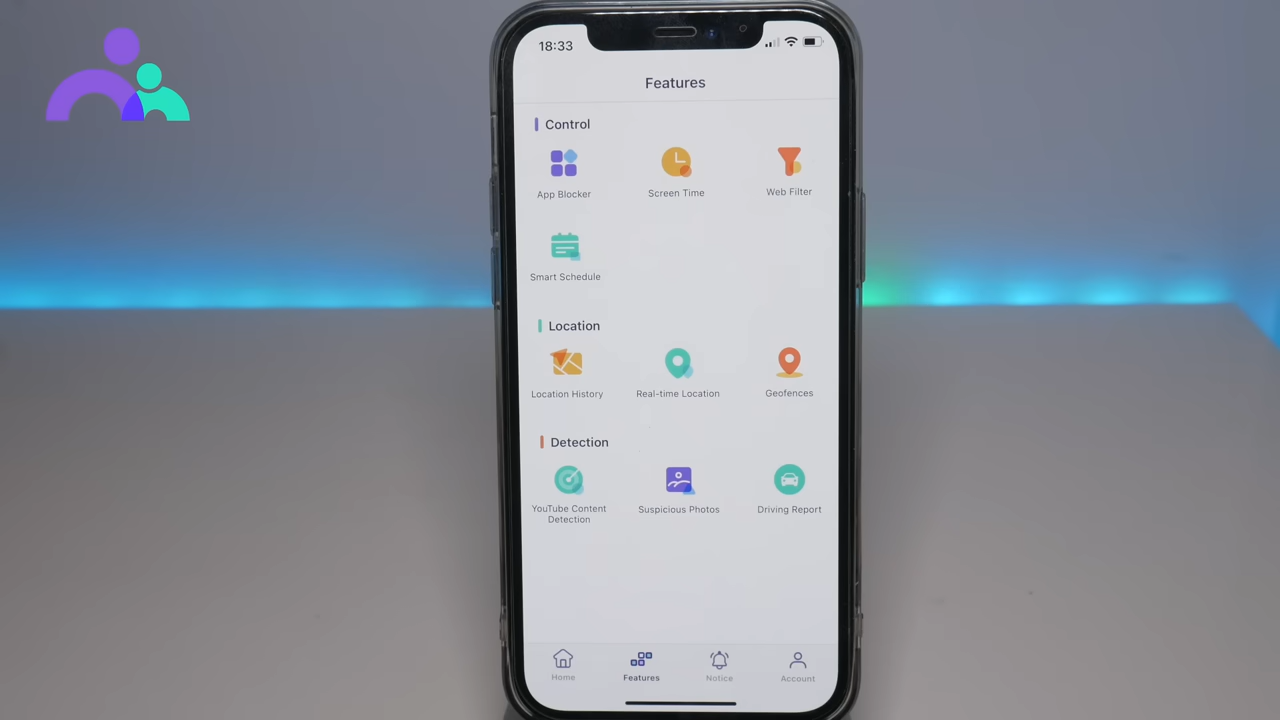 18:33
Features
Control
App Blocker
Screen Time
Web Filter
Smart Schedule
Location
Location History
Real-time Location
Geofences
Detection
YouTube Content
Detection
Suspicious Photos
Driving Report
Home
Features
Notice
Account